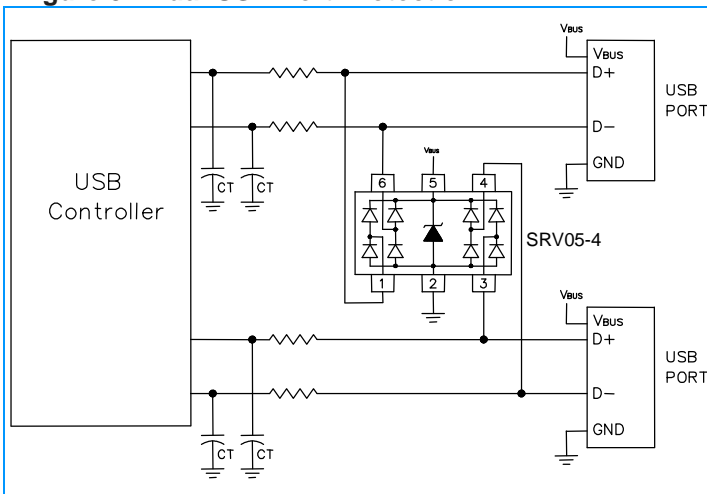 VBUS
VBUS
D+
USB
PORT
D−
GND
CT
CT
USB
Controller
VBUS
6
5
4
SRV05-4
1
2
3
VBUS
VBUS
D+
USB
PORT
D−
GND
CT
CT